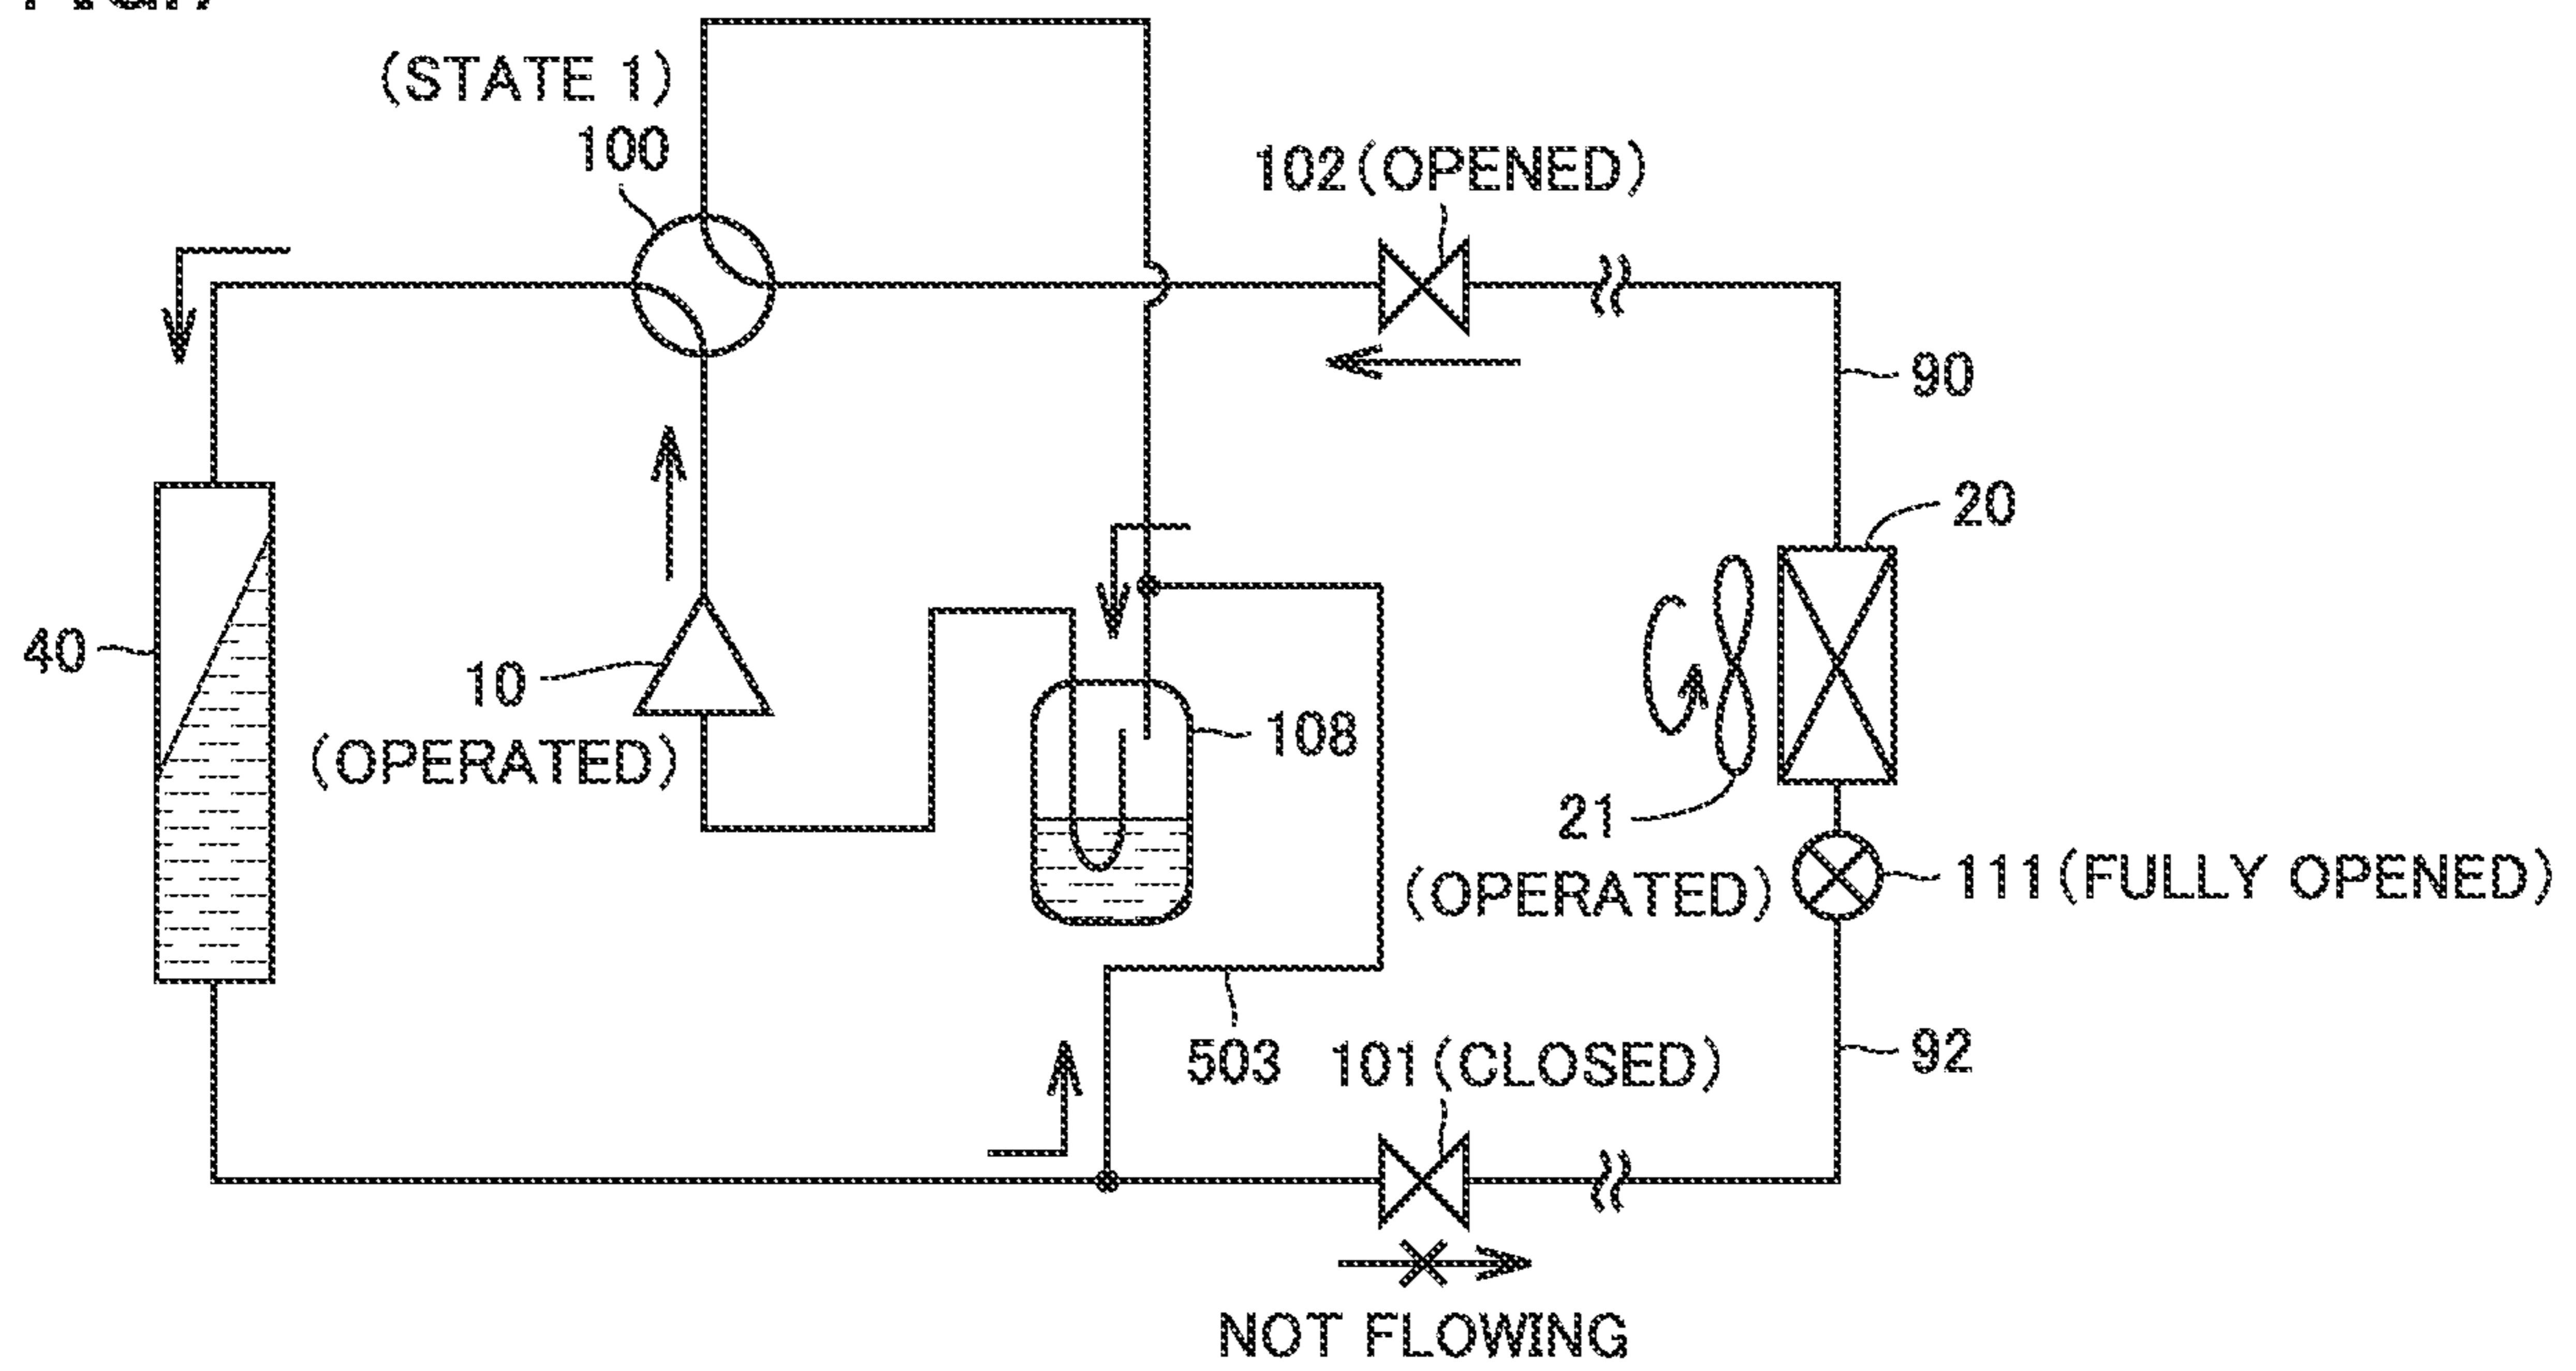 (STATE 1)
100
102(OPENED)
90
20
40
10
(OPERATED)
108
21
(OPERATED)
111(FULLY OPENED)
503
101(CLOSED)
92
NOT FLOWING